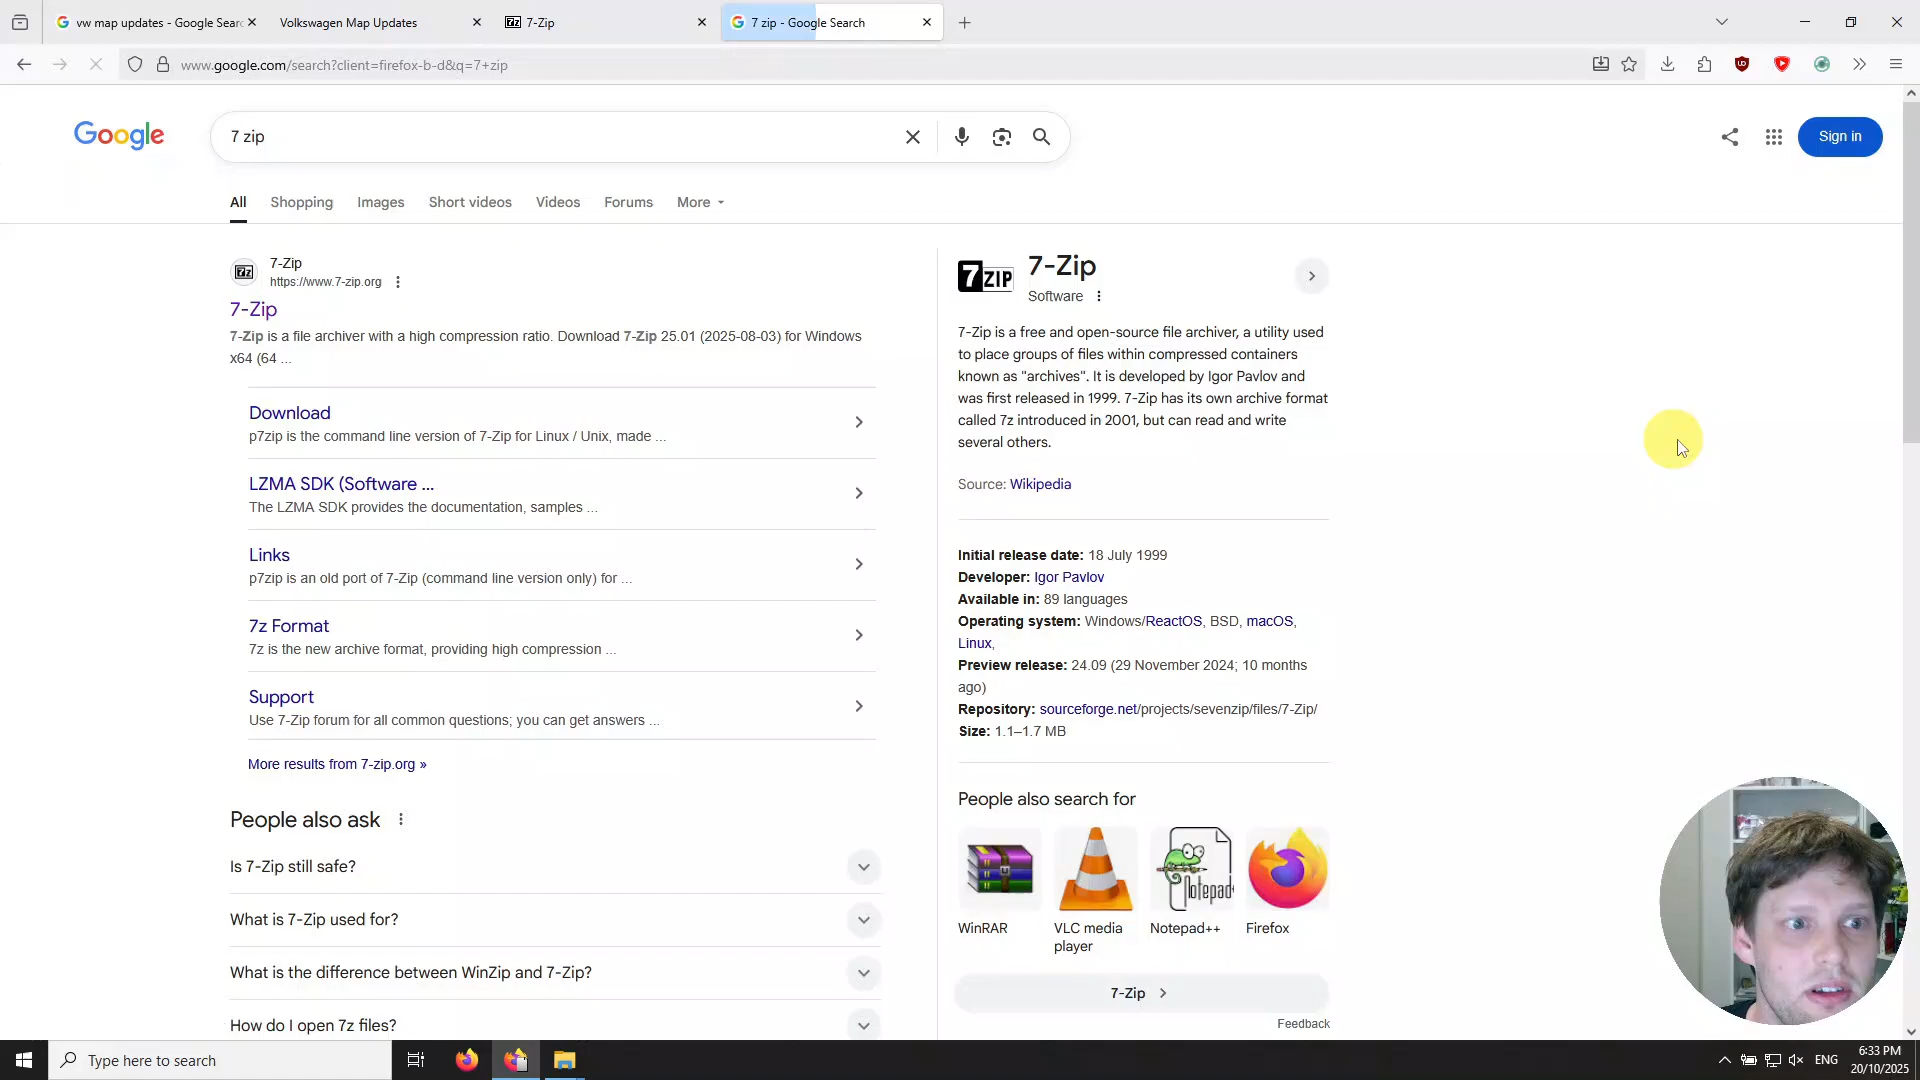 vw map updates - Google Searc
Volkswagen Map Updates
7z 7-Zip
7 zip - Google Search
www.google.com/search?client=firefox-b-d&q=7+zip
Google
7 zip
Sign in
All
Shopping
Images
Short videos
Videos
Forums
More
7z
7-Zip
https://www.7-zip.org
7-Zip
7-Zip is a file archiver with a high compression ratio. Download 7-Zip 25.01 (2025-08-03) for Windows
x64 (64 ...
Download
p7zip is the command line version of 7-Zip for Linux / Unix, made ...
LZMA SDK (Software ...
The LZMA SDK provides the documentation, samples ...
Links
p7zip is an old port of 7-Zip (command line version only) for ...
7z Format
7z is the new archive format, providing high compression ...
Support
Use 7-Zip forum for all common questions; you can get answers ...
More results from 7-zip.org »
People also ask
Is 7-Zip still safe?
What is 7-Zip used for?
What is the difference between WinZip and 7-Zip?
How do I open 7z files?
7 ZIP
7-Zip
Software
7-Zip is a free and open-source file archiver, a utility used
to place groups of files within compressed containers
known as "archives". It is developed by Igor Pavlov and
was first released in 1999. 7-Zip has its own archive format
called 7z introduced in 2001, but can read and write
several others.
Source: Wikipedia
Initial release date: 18 July 1999
Developer: Igor Pavlov
Available in: 89 languages
Operating system: Windows/ReactOS, BSD, macOS,
Linux,
Preview release: 24.09 (29 November 2024; 10 months
ago)
Repository: sourceforge.net/projects/sevenzip/files/7-Zip/
Size: 1.1–1.7 MB
People also search for
Notepad
WinRAR
VLC media
player
Notepad++
Firefox
7-Zip
Feedback
Type here to search
ENG
6:33 PM
20/10/2025